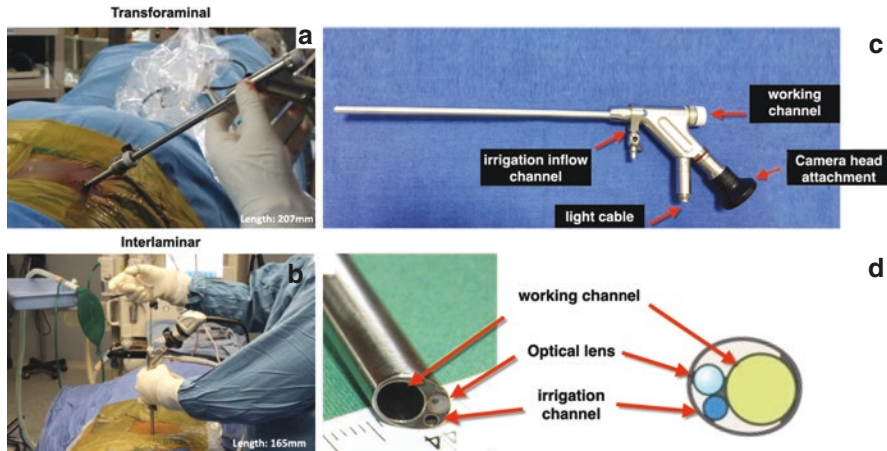 Transforaminal
a
Length: 207mm
Interlaminar
b
Length: 165mm
c
working
channel
irrigation inflow
channel
Camera head
attachment
light cable
d
working channel
Optical lens
irrigation
channel
4